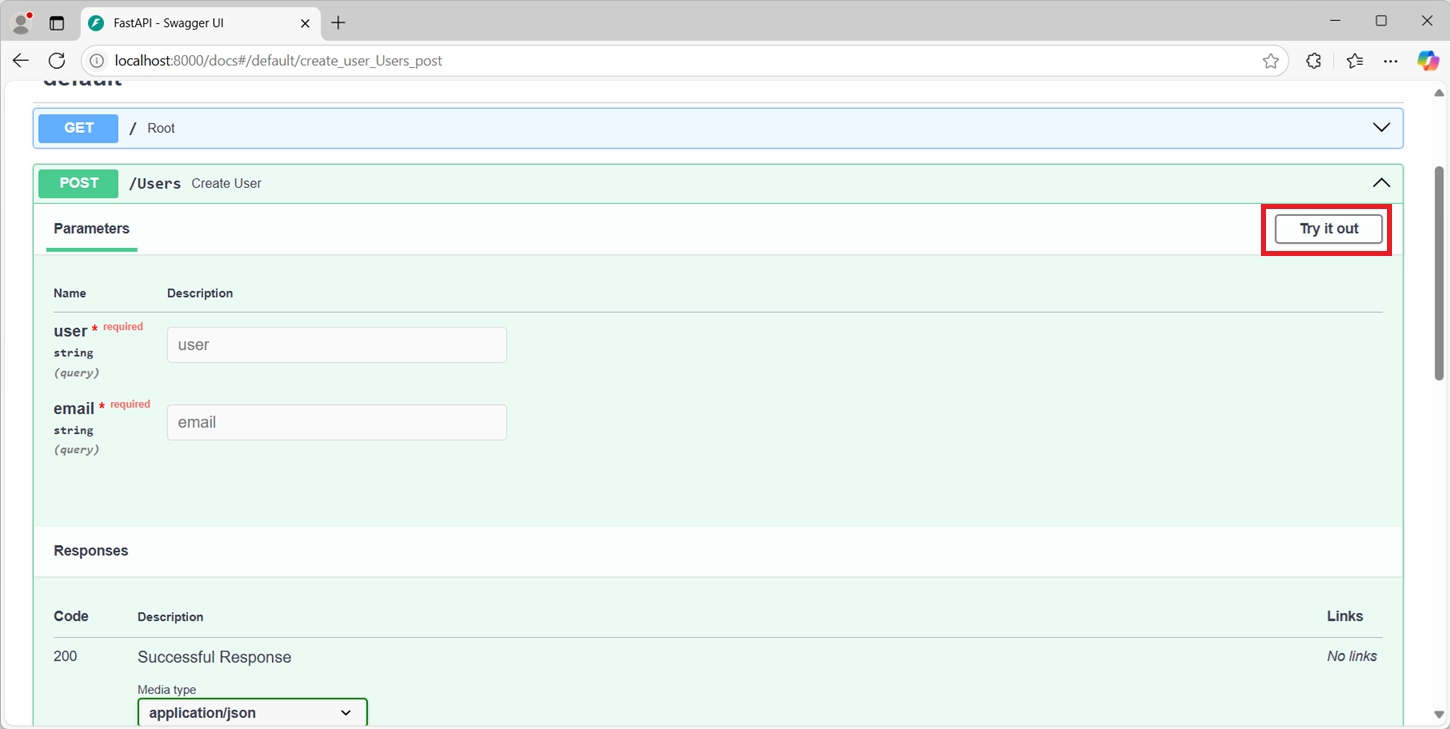 FastAPI - Swagger UI
localhost:8000/docs#/default/create_user_Users_post
default
GET / Root
POST /Users Create User
Parameters
Try it out
Name Description
user * required
string
(query)
user
email * required
string
(query)
email
Responses
Code Description Links
200 Successful Response No links
Media type
application/json